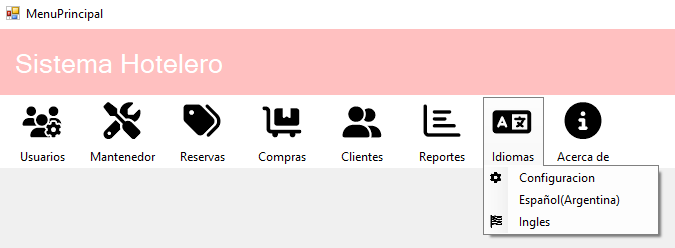 MenuPrincipal
Sistema Hotelero
Usuarios Mantenedor Reservas Compras Clientes Reportes Idiomas Acerca de
Configuracion
Español(Argentina)
Ingles